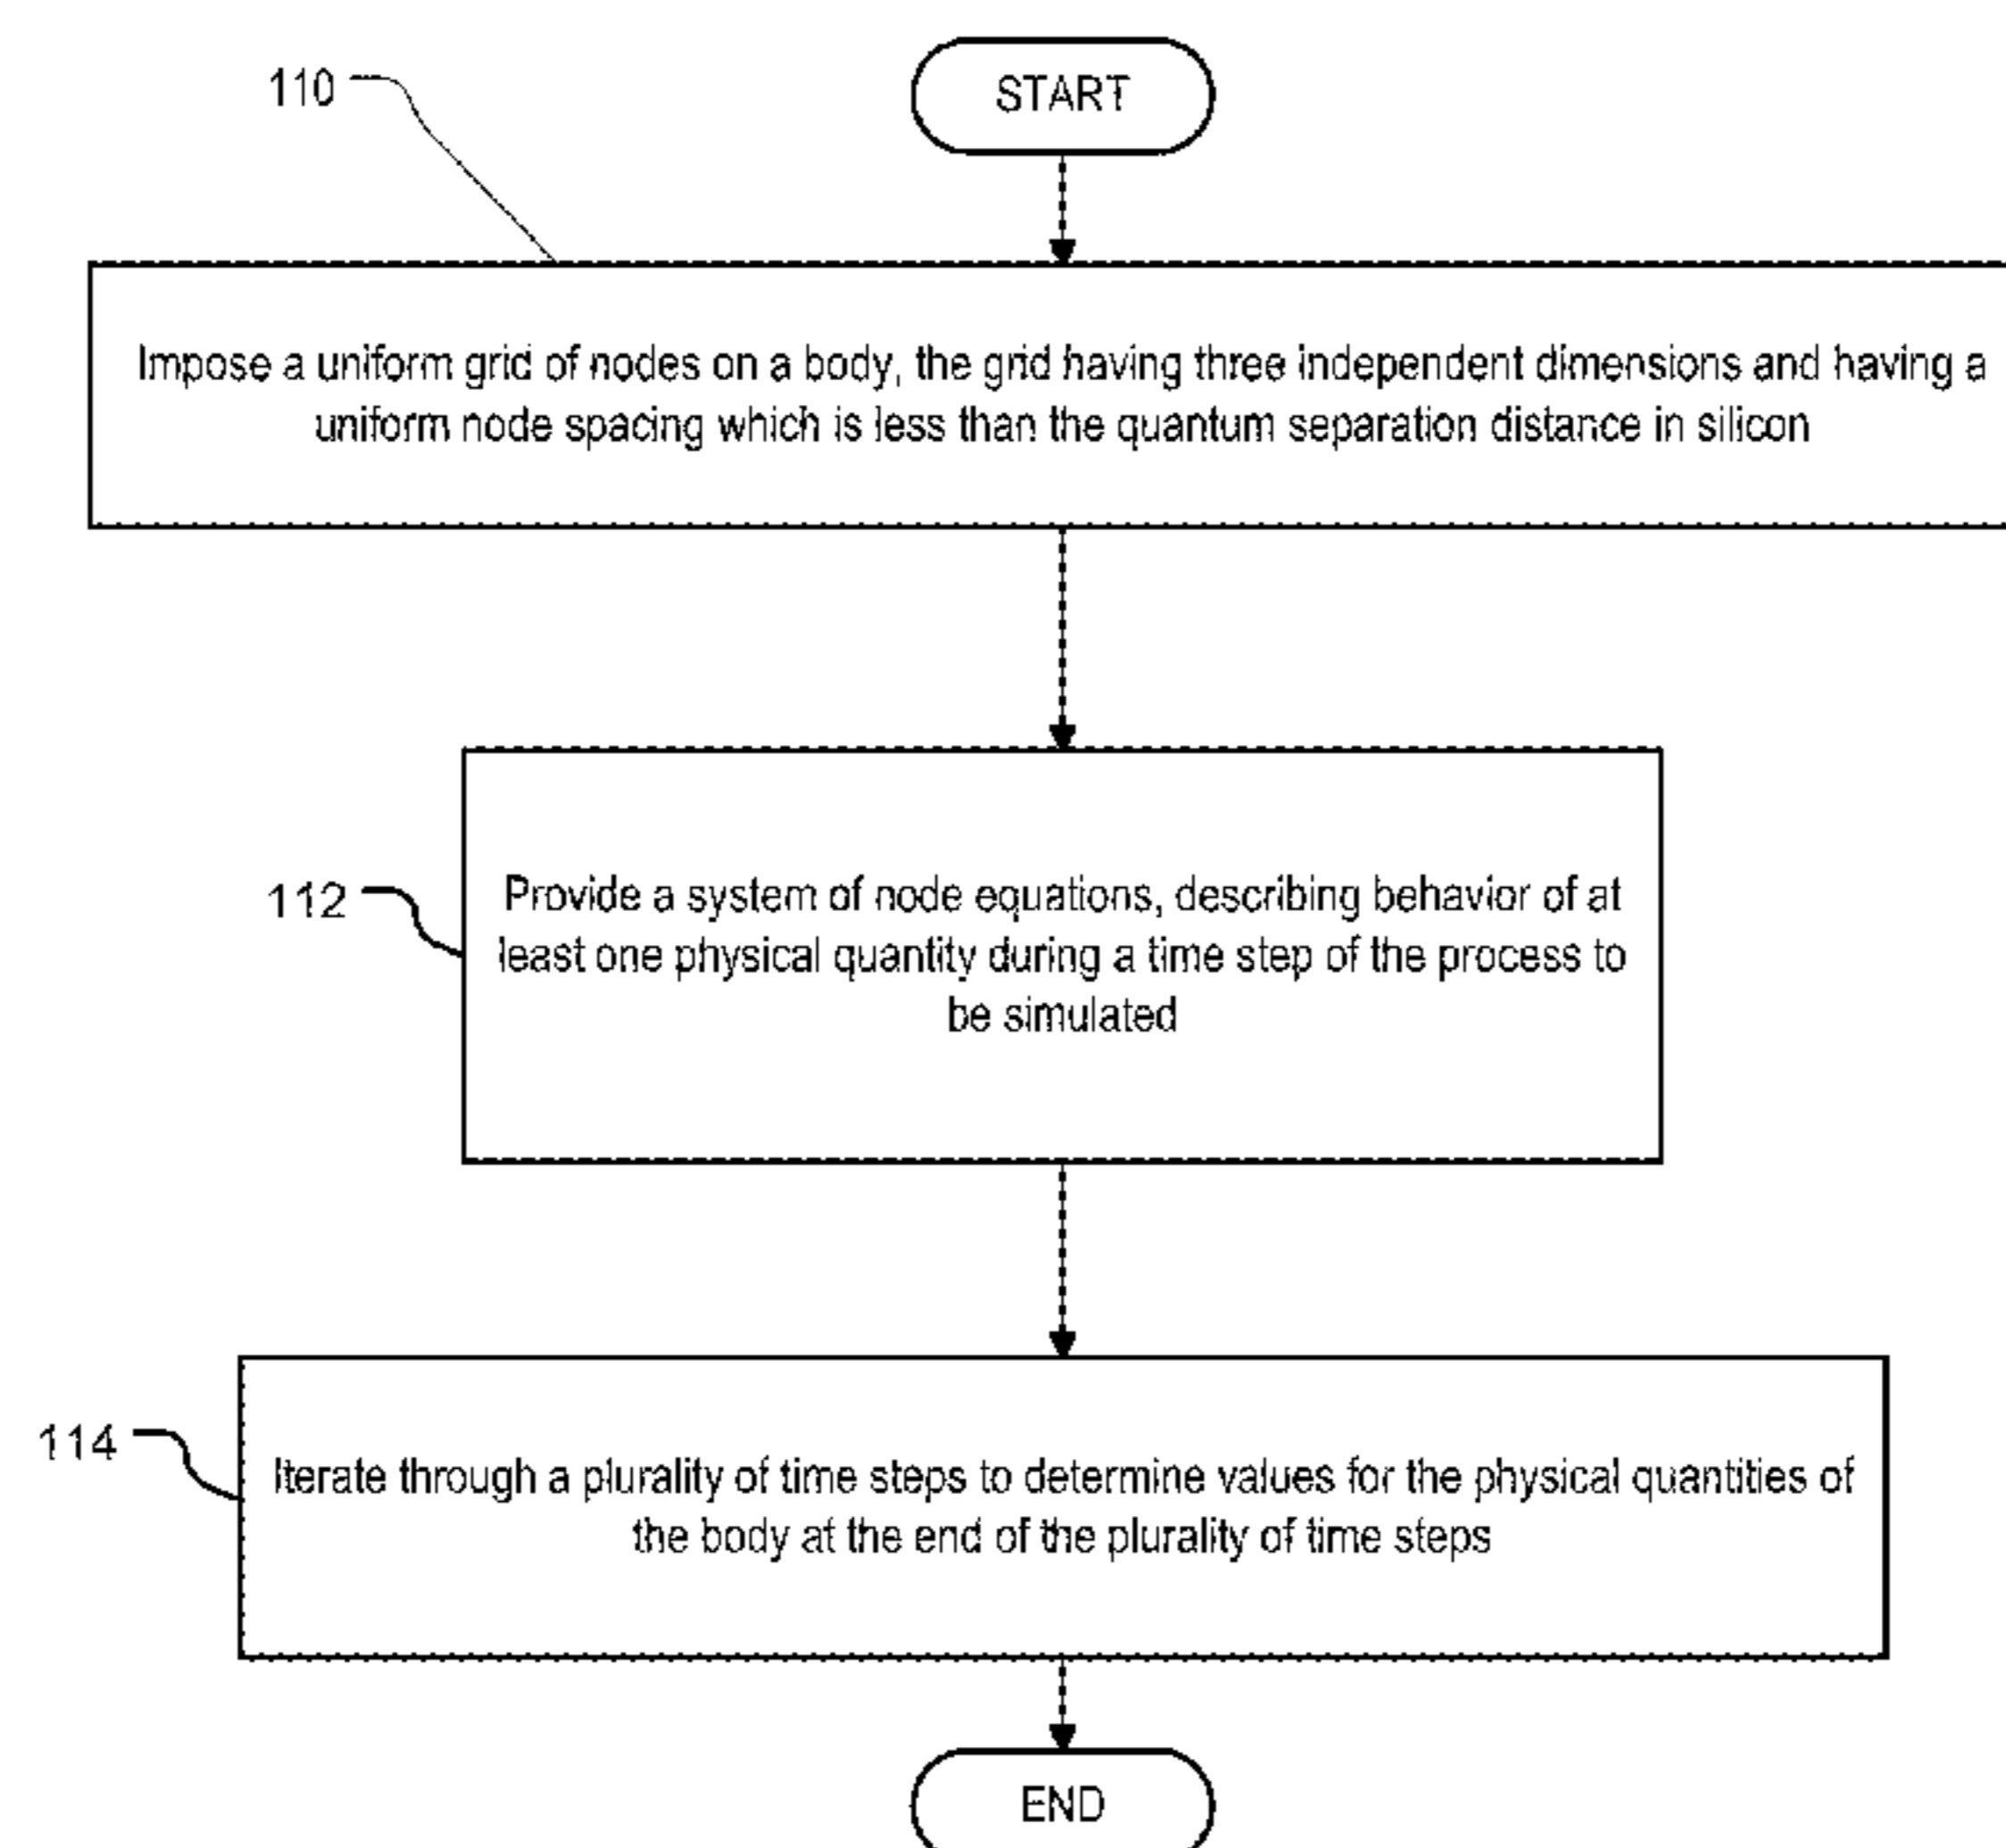 START
110
Impose a uniform grid of nodes on a body, the grid having three independent dimensions and having a
uniform node spacing which is less than the quantum separation distance in silicon
112
Provide a system of node equations, describing behavior of at
least one physical quantity during a time step of the process to
be simulated
114
Iterate through a plurality of time steps to determine values for the physical quantities of
the body at the end of the plurality of time steps
END